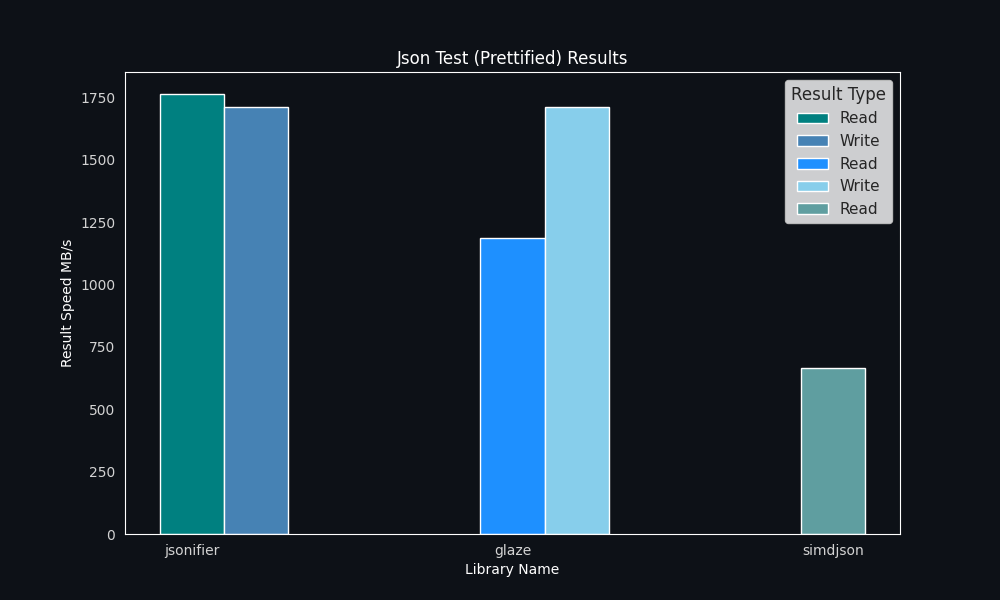 Json Test (Prettified) Results
Result Type
Read
Write
Read
Write
Read
1750
1500
1250
1000
750
500
250
0
Result Speed MB/s
jsonifier glaze simdjson
Library Name